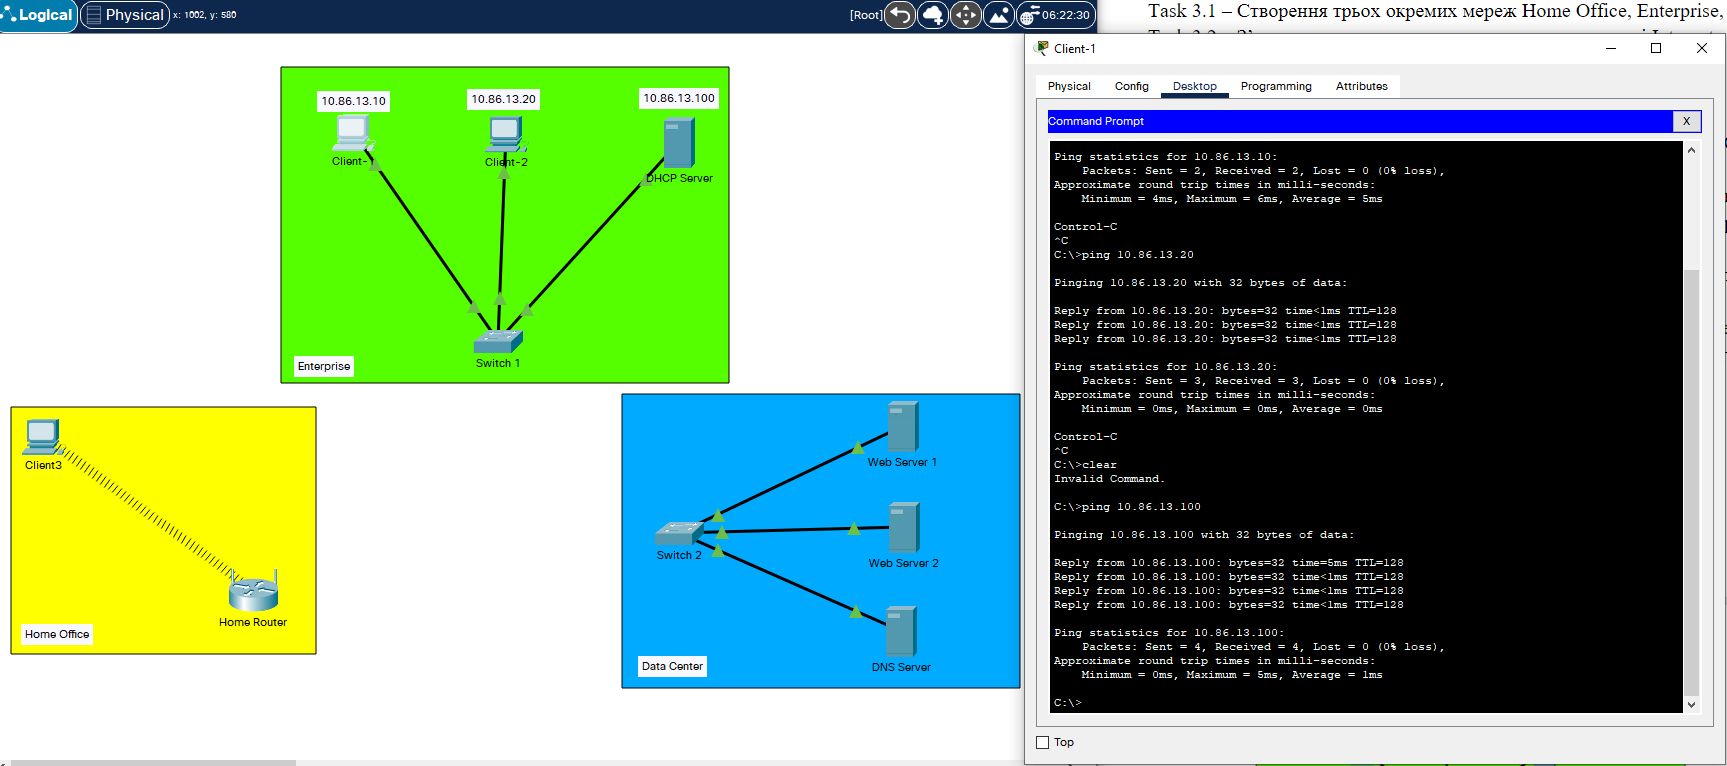 Logical
Physical
x: 1002, y: 580
[Root]
06:22:30
Task 3.1 – Створення трьох окремих мереж Home Office, Enterprise,
10.86.13.10
10.86.13.20
10.86.13.100
Client-1
Client-2
DHCP Server
Switch 1
Enterprise
Client3
Home Router
Home Office
Web Server 1
Switch 2
Web Server 2
DNS Server
Data Center
Client-1
Physical
Config
Desktop
Programming
Attributes
Command Prompt
X
Ping statistics for 10.86.13.10:
Packets: Sent = 2, Received = 2, Lost = 0 (0% loss),
Approximate round trip times in milli-seconds:
Minimum = 4ms, Maximum = 6ms, Average = 5ms
Control-C
^C
C:\>ping 10.86.13.20
Pinging 10.86.13.20 with 32 bytes of data:
Reply from 10.86.13.20: bytes=32 time<1ms TTL=128
Reply from 10.86.13.20: bytes=32 time<1ms TTL=128
Reply from 10.86.13.20: bytes=32 time<1ms TTL=128
Ping statistics for 10.86.13.20:
Packets: Sent = 3, Received = 3, Lost = 0 (0% loss),
Approximate round trip times in milli-seconds:
Minimum = 0ms, Maximum = 0ms, Average = 0ms
Control-C
^C
C:\>clear
Invalid Command.
C:\>ping 10.86.13.100
Pinging 10.86.13.100 with 32 bytes of data:
Reply from 10.86.13.100: bytes=32 time=5ms TTL=128
Reply from 10.86.13.100: bytes=32 time<1ms TTL=128
Reply from 10.86.13.100: bytes=32 time<1ms TTL=128
Reply from 10.86.13.100: bytes=32 time<1ms TTL=128
Ping statistics for 10.86.13.100:
Packets: Sent = 4, Received = 4, Lost = 0 (0% loss),
Approximate round trip times in milli-seconds:
Minimum = 0ms, Maximum = 5ms, Average = 1ms
C:\>
Top